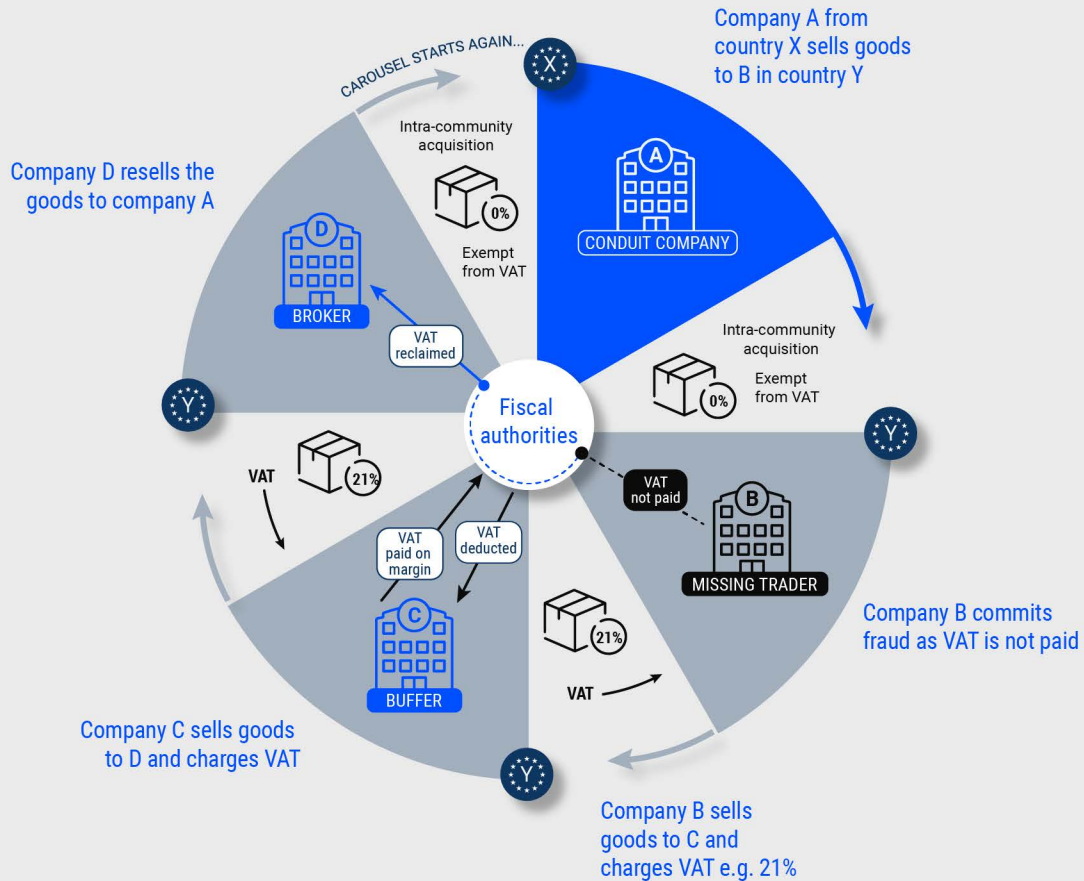 CAROUSEL STARTS AGAIN...
X
Company A from
country X sells goods
to B in country Y
A
CONDUIT COMPANY
Intra-community
acquisition
0%
Exempt
from VAT
Intra-community
acquisition
Exempt
from VAT
0%
Y
B
MISSING TRADER
VAT
not paid
Company B commits
fraud as VAT is not paid
21%
VAT
Company B sells
goods to C and
charges VAT e.g. 21%
Y
C
BUFFER
VAT
paid on
margin
VAT
deducted
Company C sells goods
to D and charges VAT
21%
VAT
Y
D
BROKER
VAT
reclaimed
Company D resells the
goods to company A
Fiscal
authorities